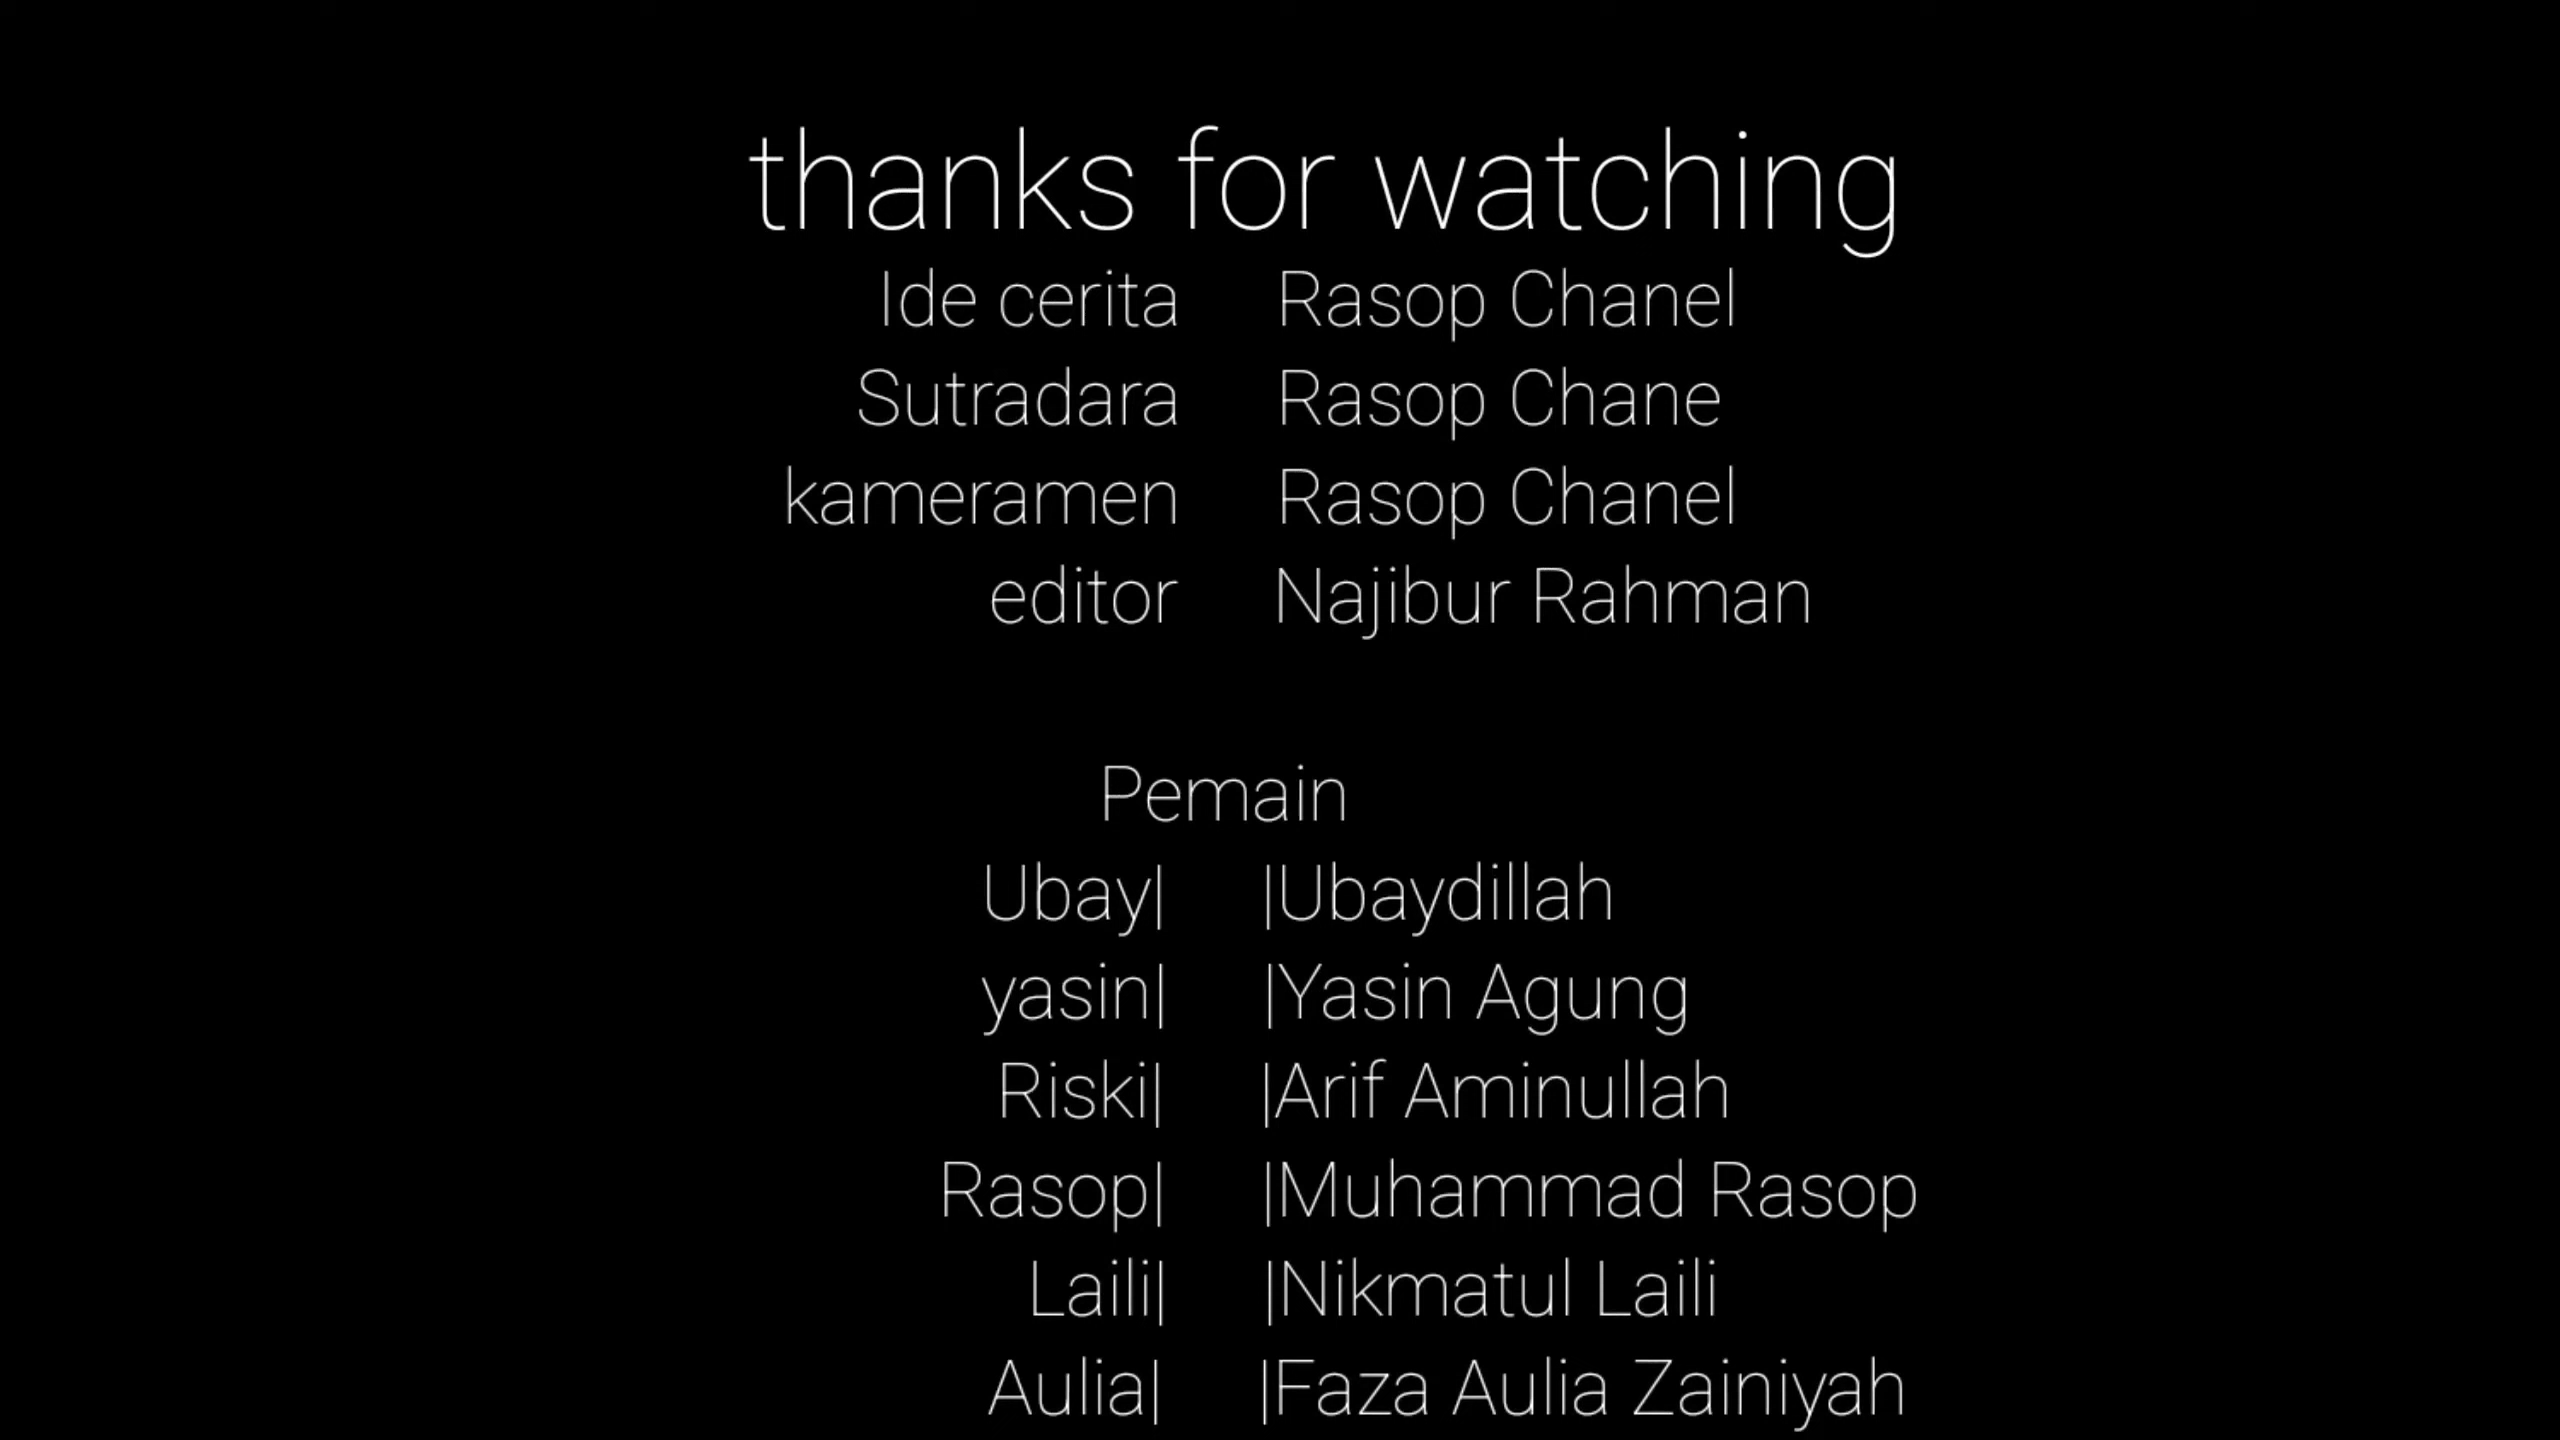 thanks for watching
Ide cerita Rasop Chanel
Sutradara Rasop Chane
kameramen Rasop Chanel
editor Najibur Rahman
Pemain
Ubay| |Ubaydillah
yasin| |Yasin Agung
Riski| |Arif Aminullah
Rasop| |Muhammad Rasop
Laili| |Nikmatul Laili
Aulia| |Faza Aulia Zainiyah